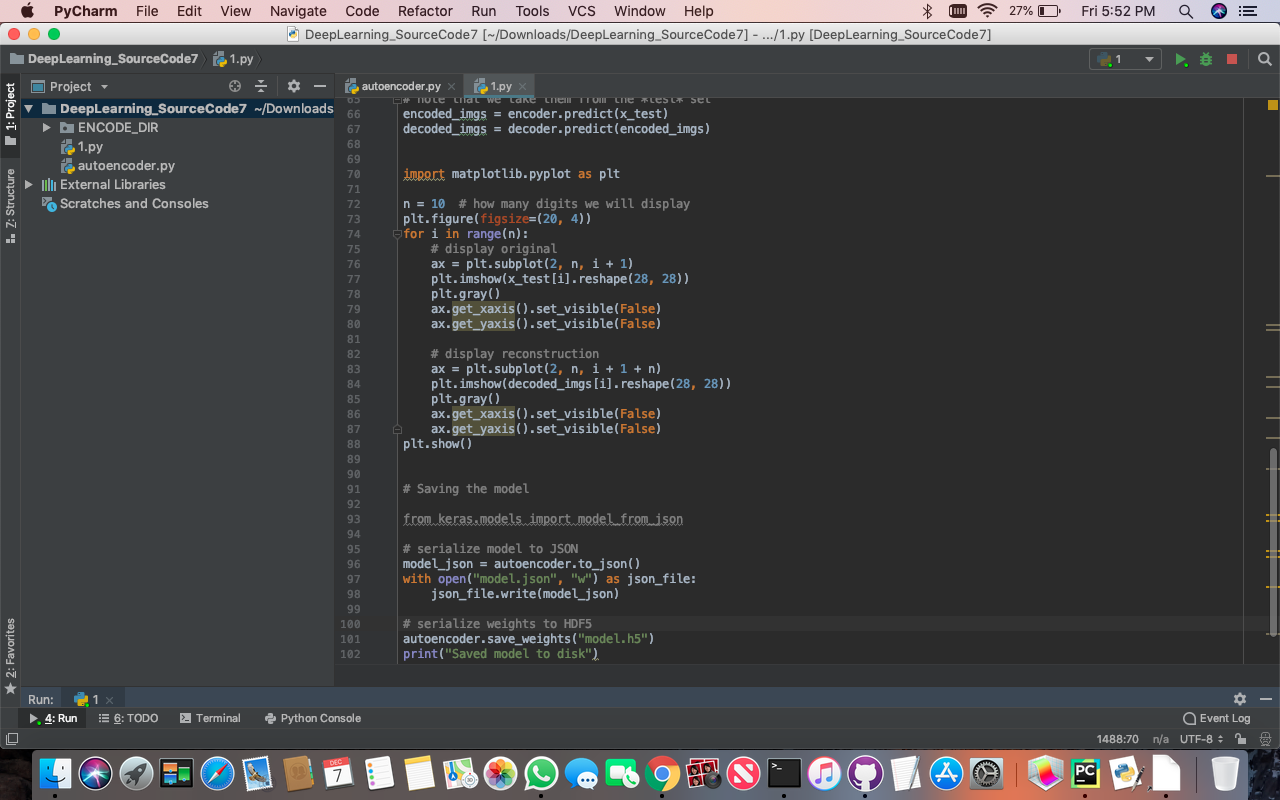 PyCharm File Edit View Navigate Code Refactor Run Tools VCS Window Help 27% Fri 5:52 PM
DeepLearning_SourceCode7 [~/Downloads/DeepLearning_SourceCode7] - .../1.py [DeepLearning_SourceCode7]
DeepLearning_SourceCode7 1.py 1
1: Project
Z: Structure
2: Favorites
Project
DeepLearning_SourceCode7 ~/Downloads
ENCODE_DIR
1.py
autoencoder.py
External Libraries
Scratches and Consoles
autoencoder.py 1.py
65 # note that we take them from the *test* set
66 encoded_imgs = encoder.predict(x_test)
67 decoded_imgs = decoder.predict(encoded_imgs)
68
69
70 import matplotlib.pyplot as plt
71
72 n = 10  # how many digits we will display
73 plt.figure(figsize=(20, 4))
74 for i in range(n):
75     # display original
76     ax = plt.subplot(2, n, i + 1)
77     plt.imshow(x_test[i].reshape(28, 28))
78     plt.gray()
79     ax.get_xaxis().set_visible(False)
80     ax.get_yaxis().set_visible(False)
81
82     # display reconstruction
83     ax = plt.subplot(2, n, i + 1 + n)
84     plt.imshow(decoded_imgs[i].reshape(28, 28))
85     plt.gray()
86     ax.get_xaxis().set_visible(False)
87     ax.get_yaxis().set_visible(False)
88 plt.show()
89
90
91 # Saving the model
92
93 from keras.models import model_from_json
94
95 # serialize model to JSON
96 model_json = autoencoder.to_json()
97 with open("model.json", "w") as json_file:
98     json_file.write(model_json)
99
100 # serialize weights to HDF5
101 autoencoder.save_weights("model.h5")
102 print("Saved model to disk")
Run: 1
4: Run 6: TODO Terminal Python Console Event Log
1488:70 n/a UTF-8
DEC
7
PC